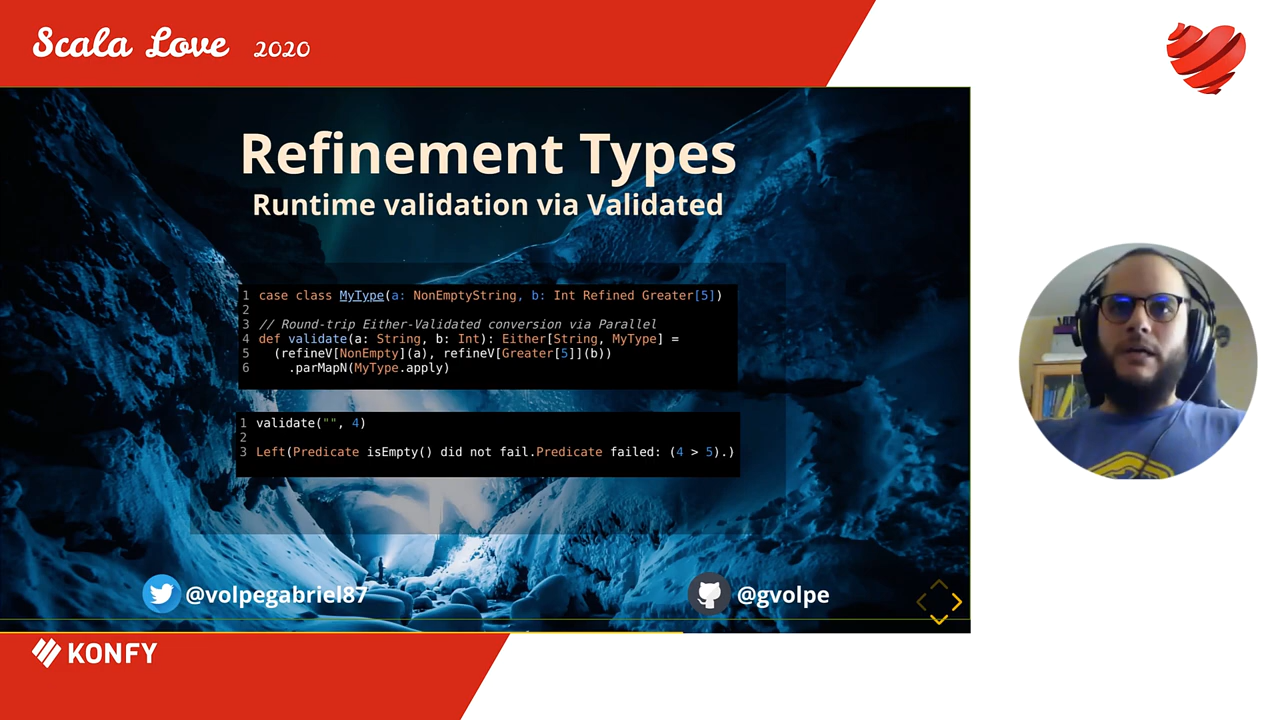 Scala Love 2020
Refinement Types
Runtime validation via Validated
1 case class MyType(a: NonEmptyString, b: Int Refined Greater[5])
2
3 // Round-trip Either-Validated conversion via Parallel
4 def validate(a: String, b: Int): Either[String, MyType] =
5 (refineV[NonEmpty](a), refineV[Greater[5]](b))
6 .parMapN(MyType.apply)
1 validate("", 4)
2
3 Left(Predicate isEmpty() did not fail.Predicate failed: (4 > 5).)
@volpegabriel87 @gvolpe
KONFY